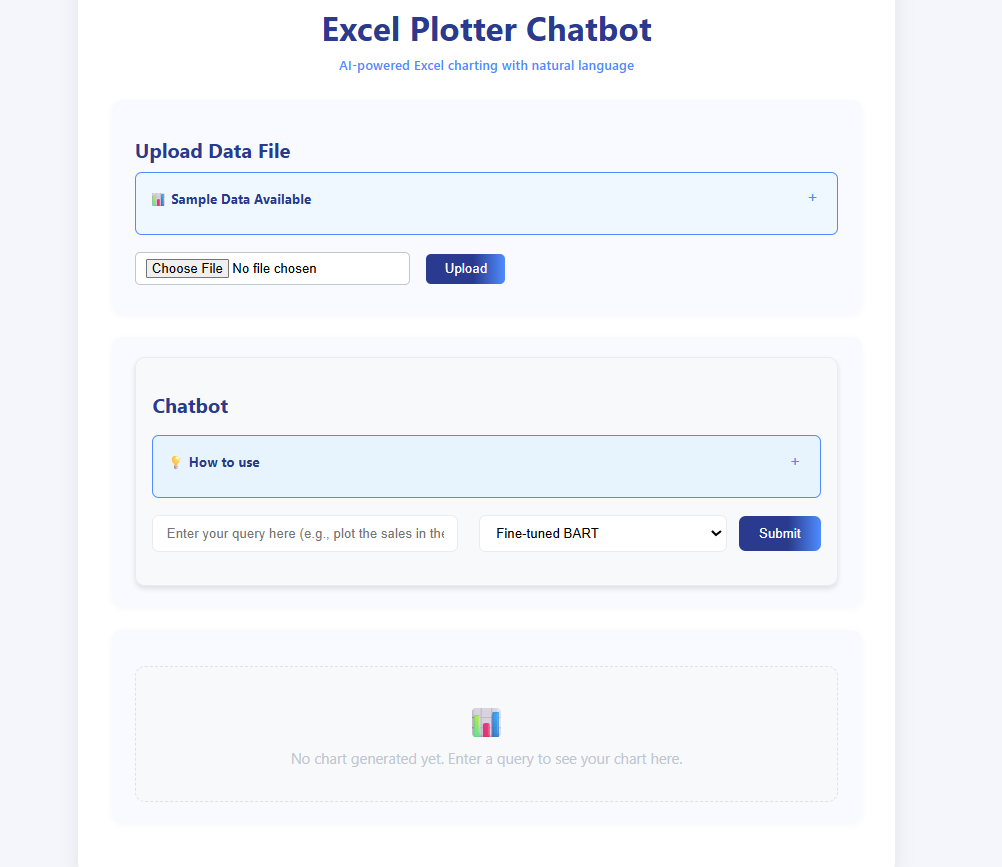 Excel Plotter Chatbot
AI-powered Excel charting with natural language
Upload Data File
Sample Data Available +
Choose File No file chosen Upload
Chatbot
How to use +
Enter your query here (e.g., plot the sales in the Fine-tuned BART Submit
No chart generated yet. Enter a query to see your chart here.